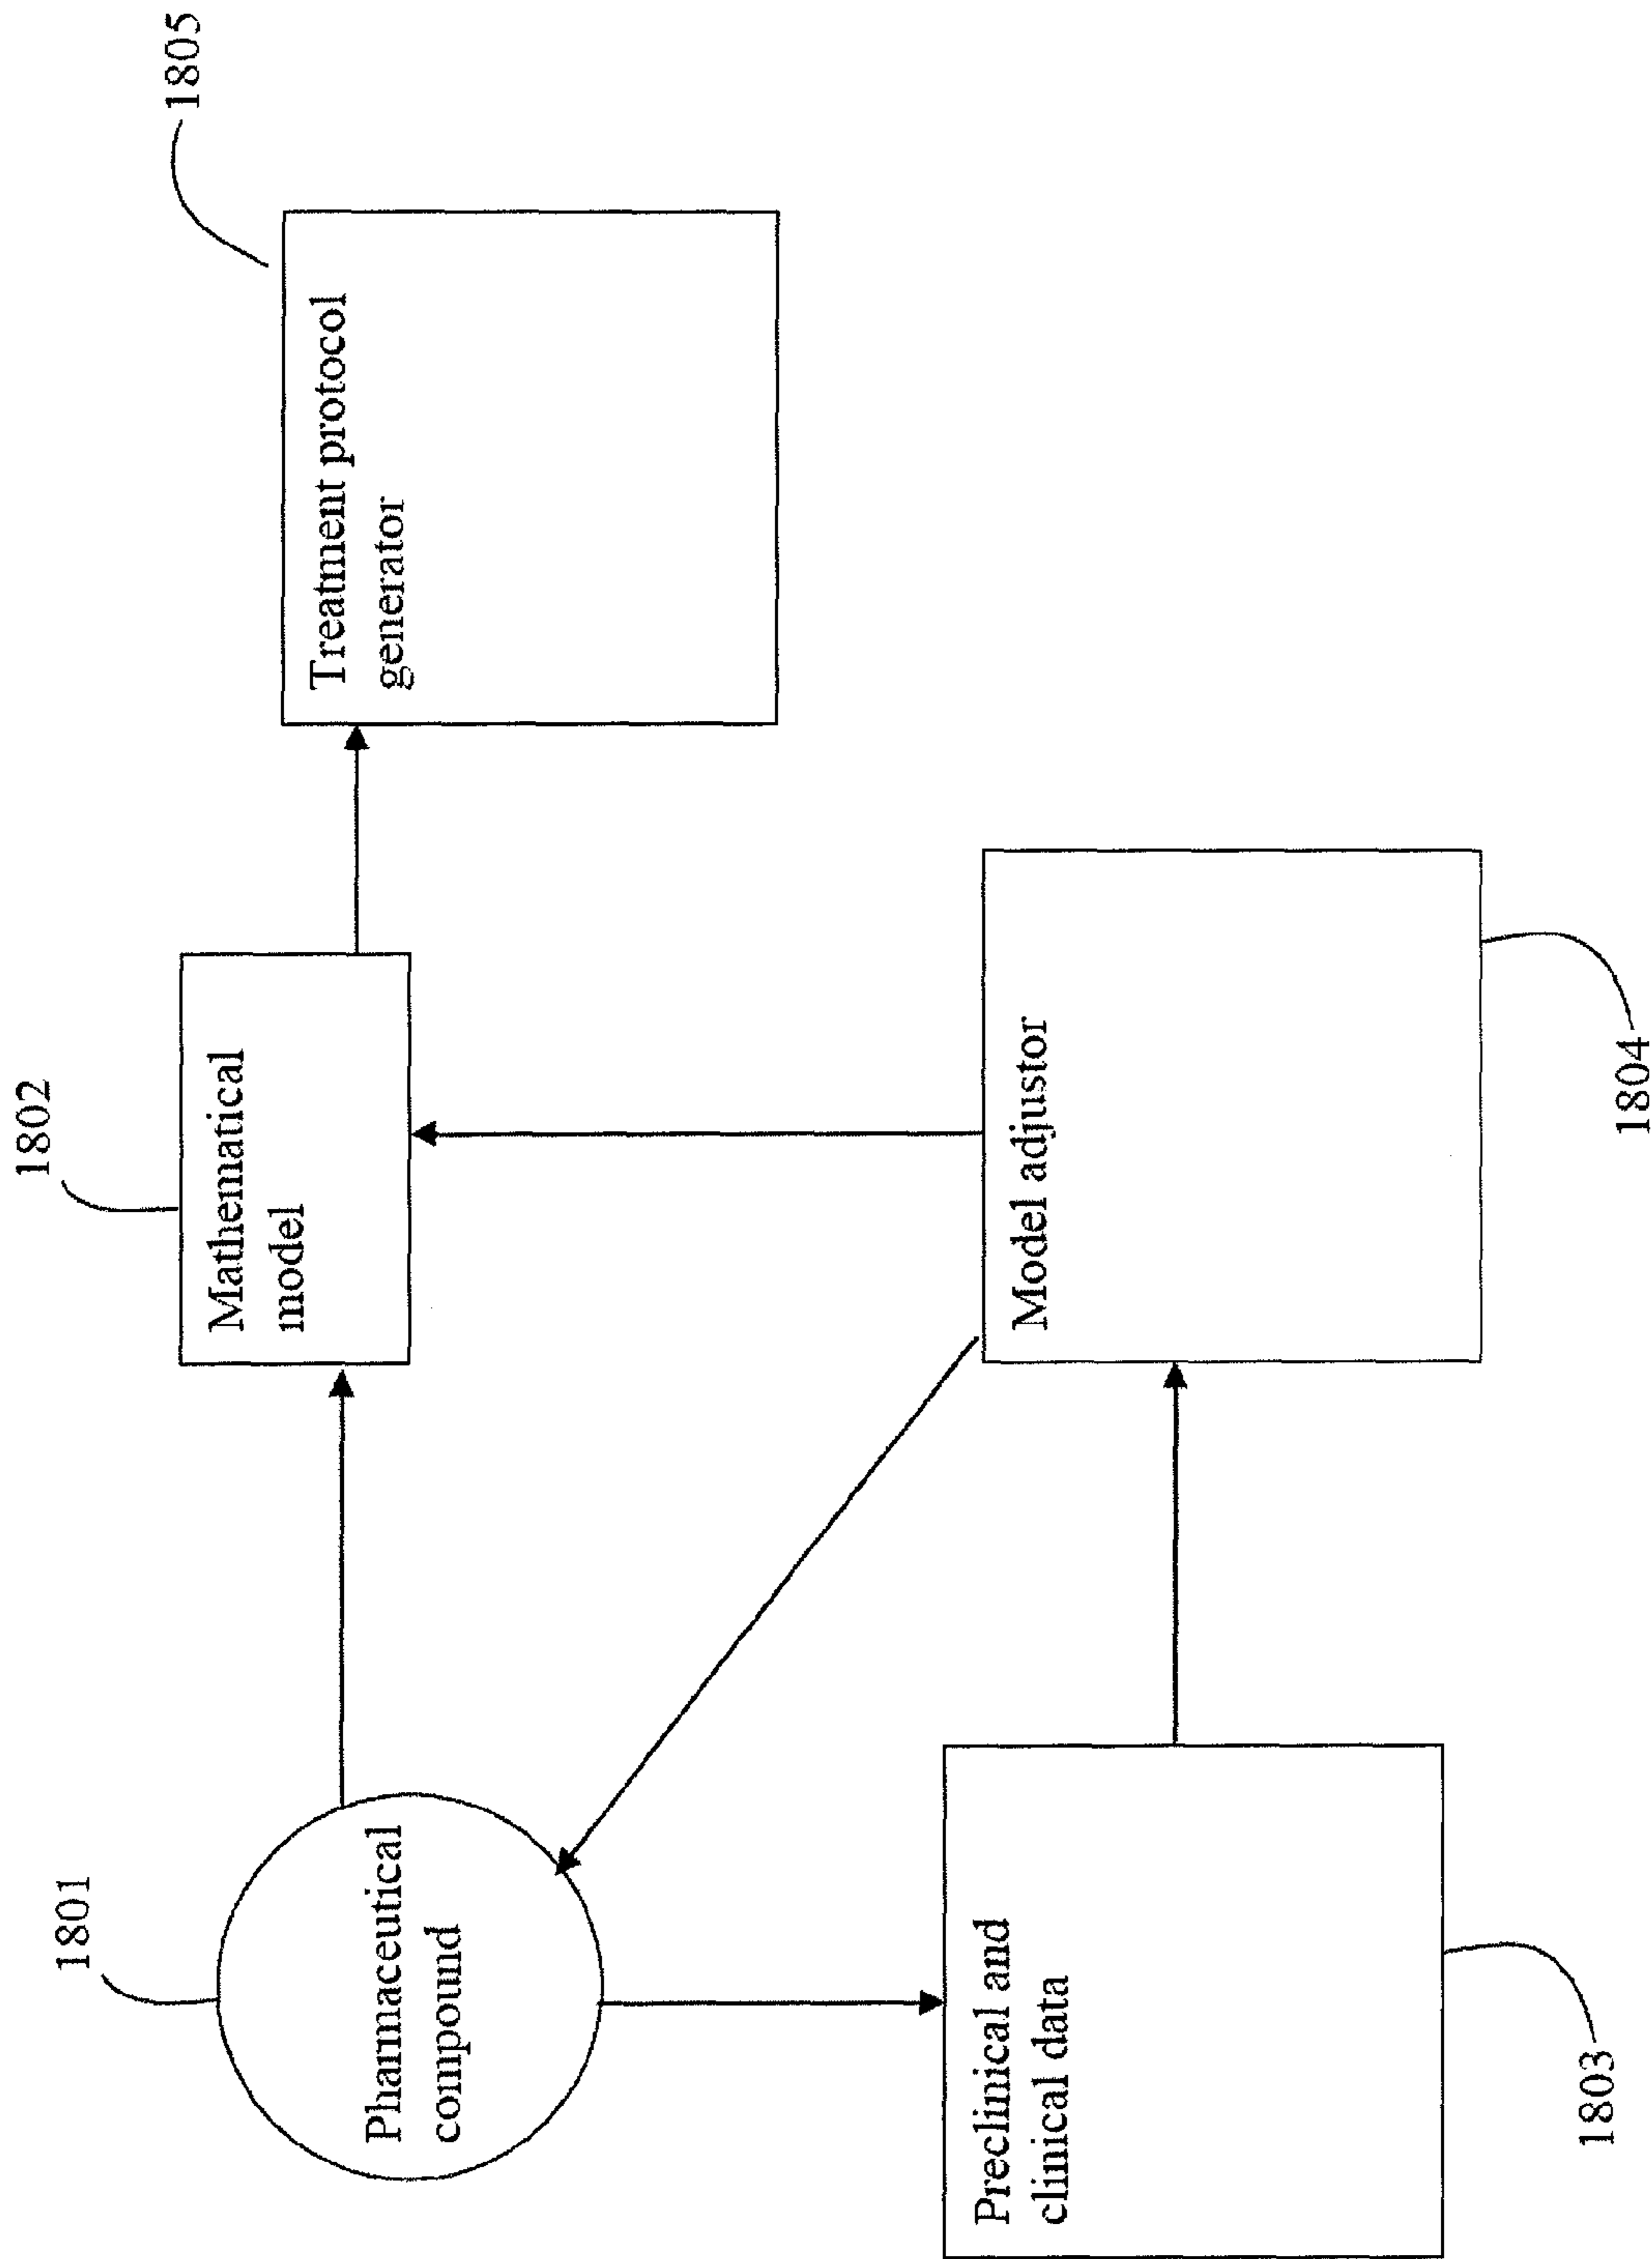 1801
Pharmaceutical
compound
1802
Mathematical
model
1805
Treatment protocol
generator
Preclinical and
clinical data
1803
Model adjustor
1804